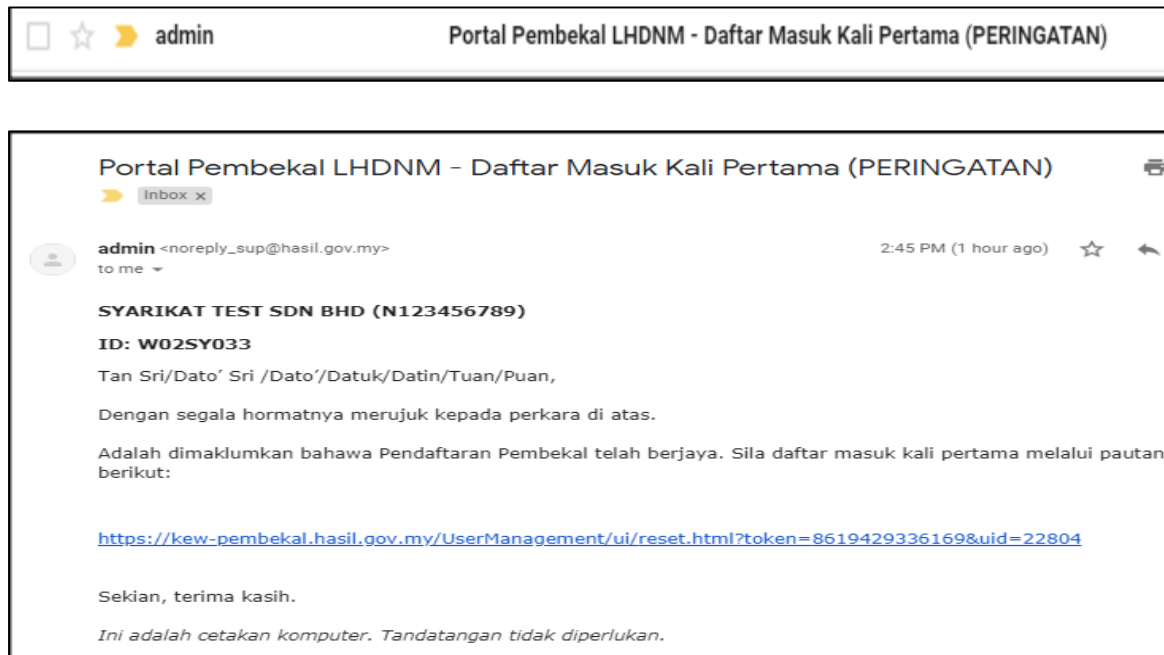 admin Portal Pembekal LHDNM - Daftar Masuk Kali Pertama (PERINGATAN)
Portal Pembekal LHDNM - Daftar Masuk Kali Pertama (PERINGATAN)
Inbox x
admin <noreply_sup@hasil.gov.my> 2:45 PM (1 hour ago)
to me
SYARIKAT TEST SDN BHD (N123456789)
ID: W02SY033
Tan Sri/Dato′ Sri /Dato′/Datuk/Datin/Tuan/Puan,
Dengan segala hormatnya merujuk kepada perkara di atas.
Adalah dimaklumkan bahawa Pendaftaran Pembekal telah berjaya. Sila daftar masuk kali pertama melalui pautan
berikut:
https://kew-pembekal.hasil.gov.my/UserManagement/ui/reset.html?token=8619429336169&uid=22804
Sekian, terima kasih.
Ini adalah cetakan komputer. Tandatangan tidak diperlukan.